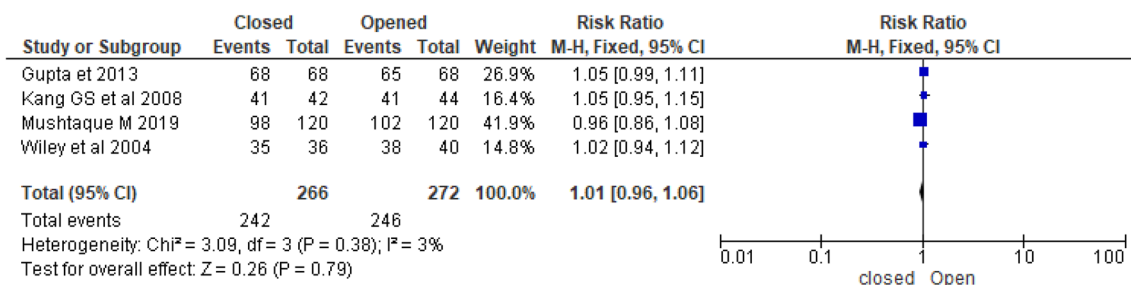 Closed Opened Risk Ratio Risk Ratio
Study or Subgroup Events Total Events Total Weight M-H, Fixed, 95% CI M-H, Fixed, 95% CI
Gupta et 2013 68 68 65 68 26.9% 1.05 [0.99, 1.11]
Kang GS et al 2008 41 42 41 44 16.4% 1.05 [0.95, 1.15]
Mushtaque M 2019 98 120 102 120 41.9% 0.96 [0.86, 1.08]
Wiley et al 2004 35 36 38 40 14.8% 1.02 [0.94, 1.12]
Total (95% CI) 266 272 100.0% 1.01 [0.96, 1.06]
Total events 242 246
Heterogeneity: Chi² = 3.09, df = 3 (P = 0.38); I² = 3%
Test for overall effect: Z = 0.26 (P = 0.79)
0.01 0.1 1 10 100
closed Open